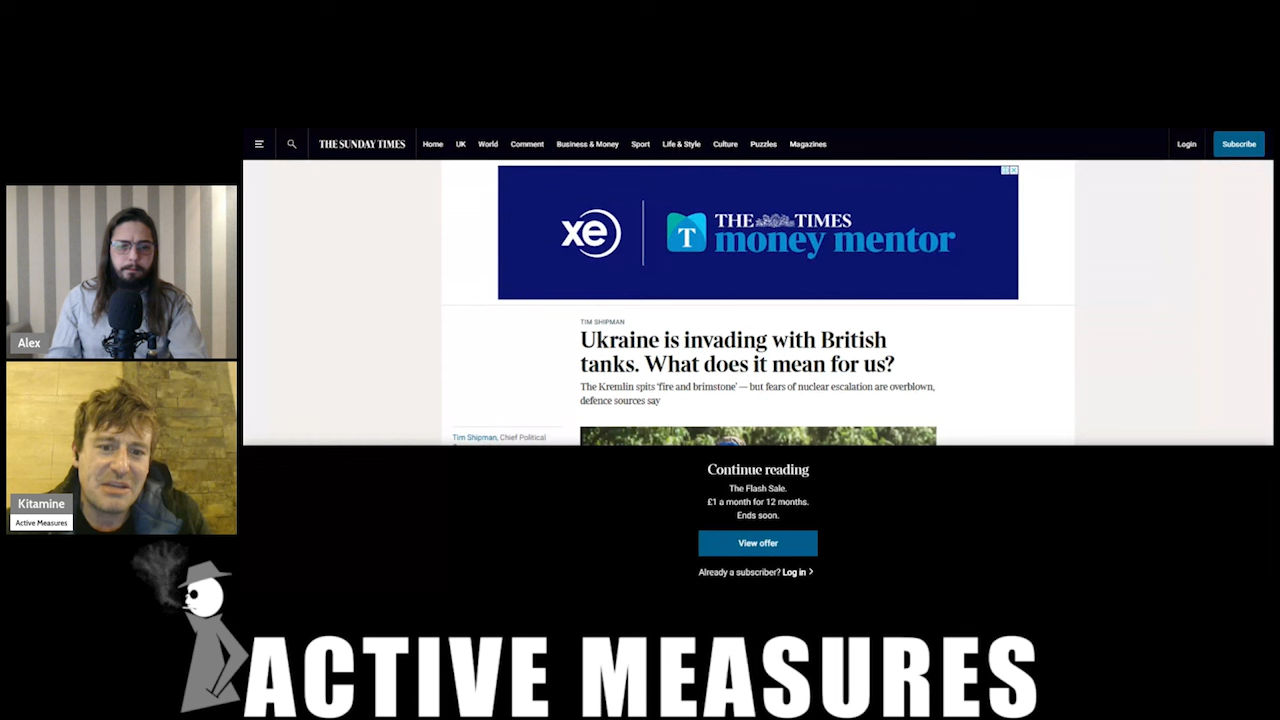 THE SUNDAY TIMES
Home
UK
World
Comment
Business & Money
Sport
Life & Style
Culture
Puzzles
Magazines
Login
Subscribe
xe
T
THE TIMES
money mentor
TIM SHIPMAN
Ukraine is invading with British
tanks. What does it mean for us?
The Kremlin spits 'fire and brimstone' — but fears of nuclear escalation are overblown,
defence sources say
Tim Shipman, Chief Political
Continue reading
The Flash Sale.
£1 a month for 12 months.
Ends soon.
View offer
Already a subscriber? Log in
Alex
Kitamine
Active Measures
ACTIVE MEASURES